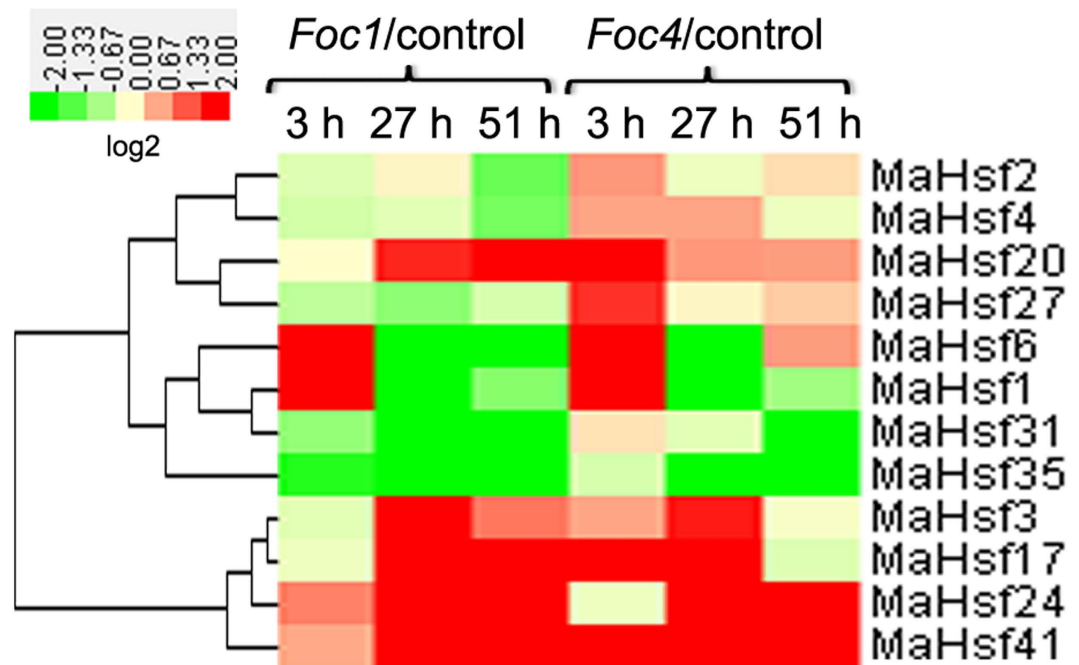 -2.00
-1.33
-0.67
0.00
0.67
1.33
2.00
log2
Foc1/control Foc4/control
3 h 27 h 51 h 3 h 27 h 51 h
MaHsf2
MaHsf4
MaHsf20
MaHsf27
MaHsf6
MaHsf1
MaHsf31
MaHsf35
MaHsf3
MaHsf17
MaHsf24
MaHsf41